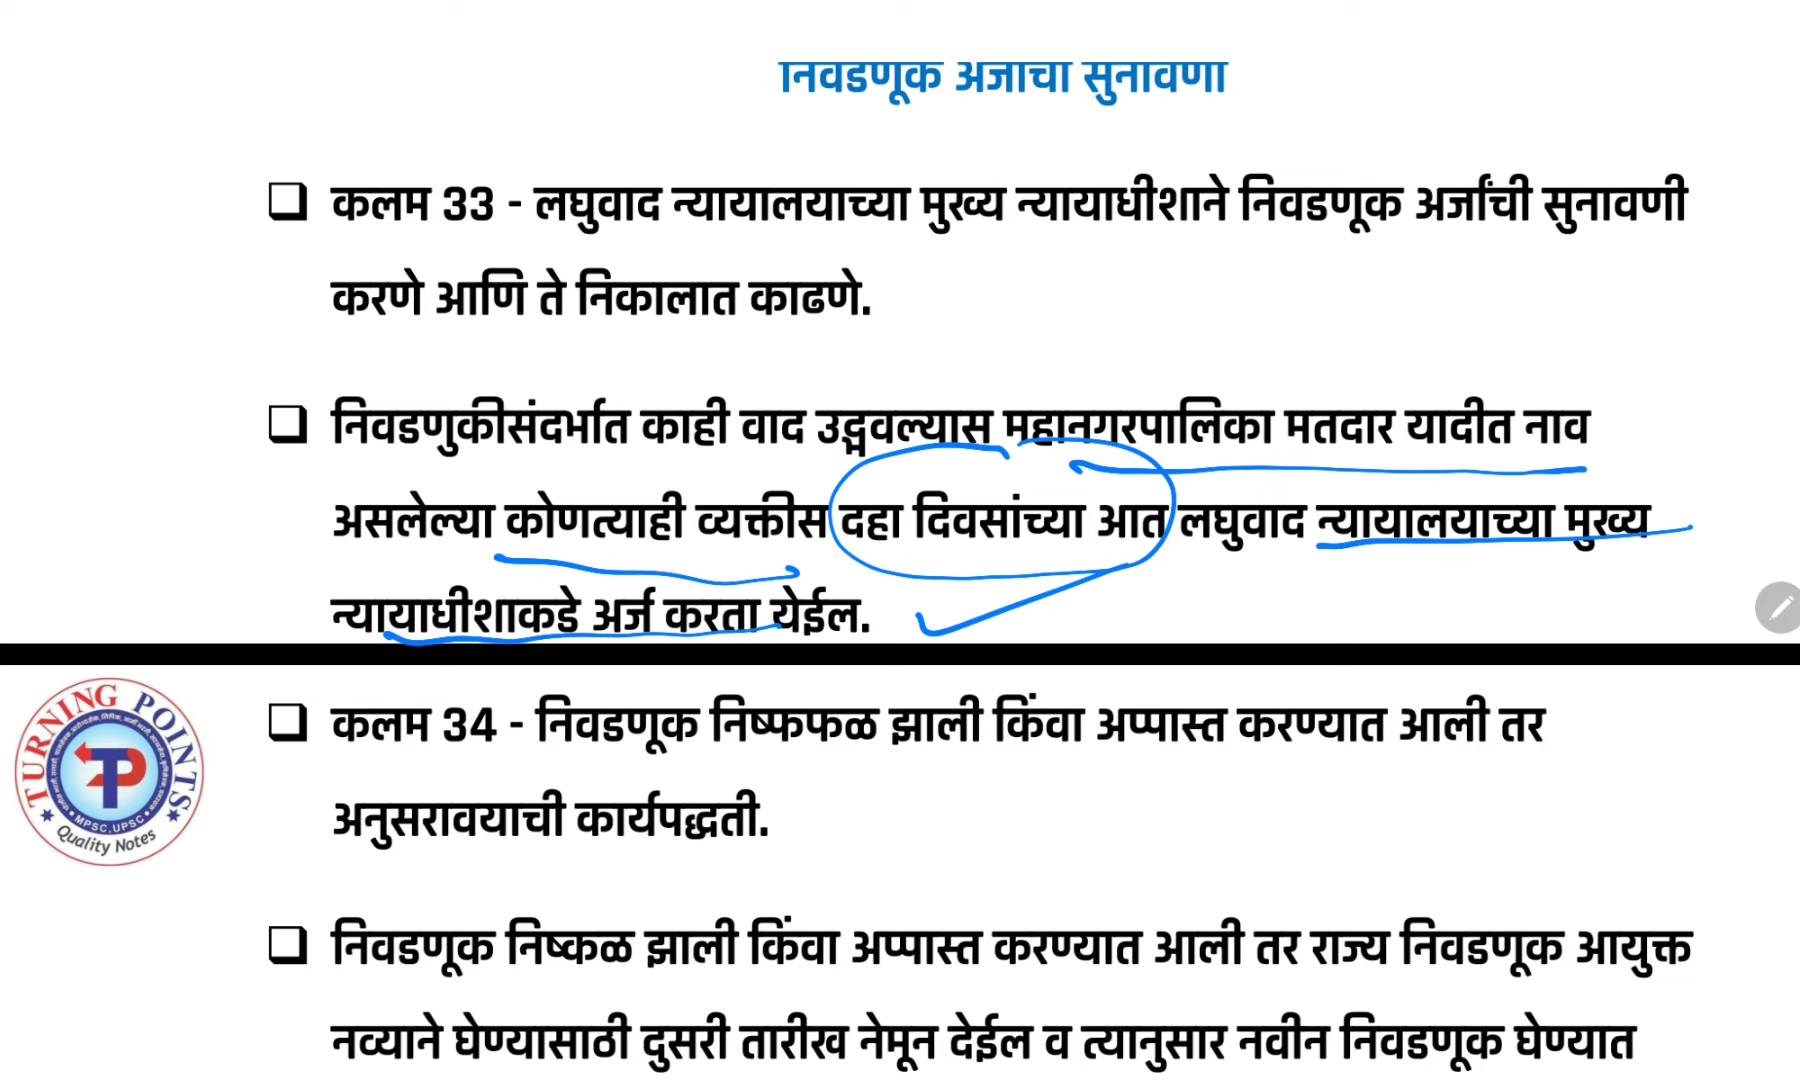 निवडणूक अर्जाची सुनावणी
❑ कलम 33 - लघुवाद न्यायालयाच्या मुख्य न्यायाधीशाने निवडणूक अर्जांची सुनावणी
करणे आणि ते निकालात काढणे.
❑ निवडणुकीसंदर्भात काही वाद उद्भवल्यास महानगरपालिका मतदार यादीत नाव
असलेल्या कोणत्याही व्यक्तीस दहा दिवसांच्या आत लघुवाद न्यायालयाच्या मुख्य
न्यायाधीशाकडे अर्ज करता येईल.
TURNING POINTS
MPSC, UPSC
Quality Notes
❑ कलम 34 - निवडणूक निष्फफळ झाली किंवा अप्पास्त करण्यात आली तर
अनुसरावयाची कार्यपद्धती.
❑ निवडणूक निष्कळ झाली किंवा अप्पास्त करण्यात आली तर राज्य निवडणूक आयुक्त
नव्याने घेण्यासाठी दुसरी तारीख नेमून देईल व त्यानुसार नवीन निवडणूक घेण्यात